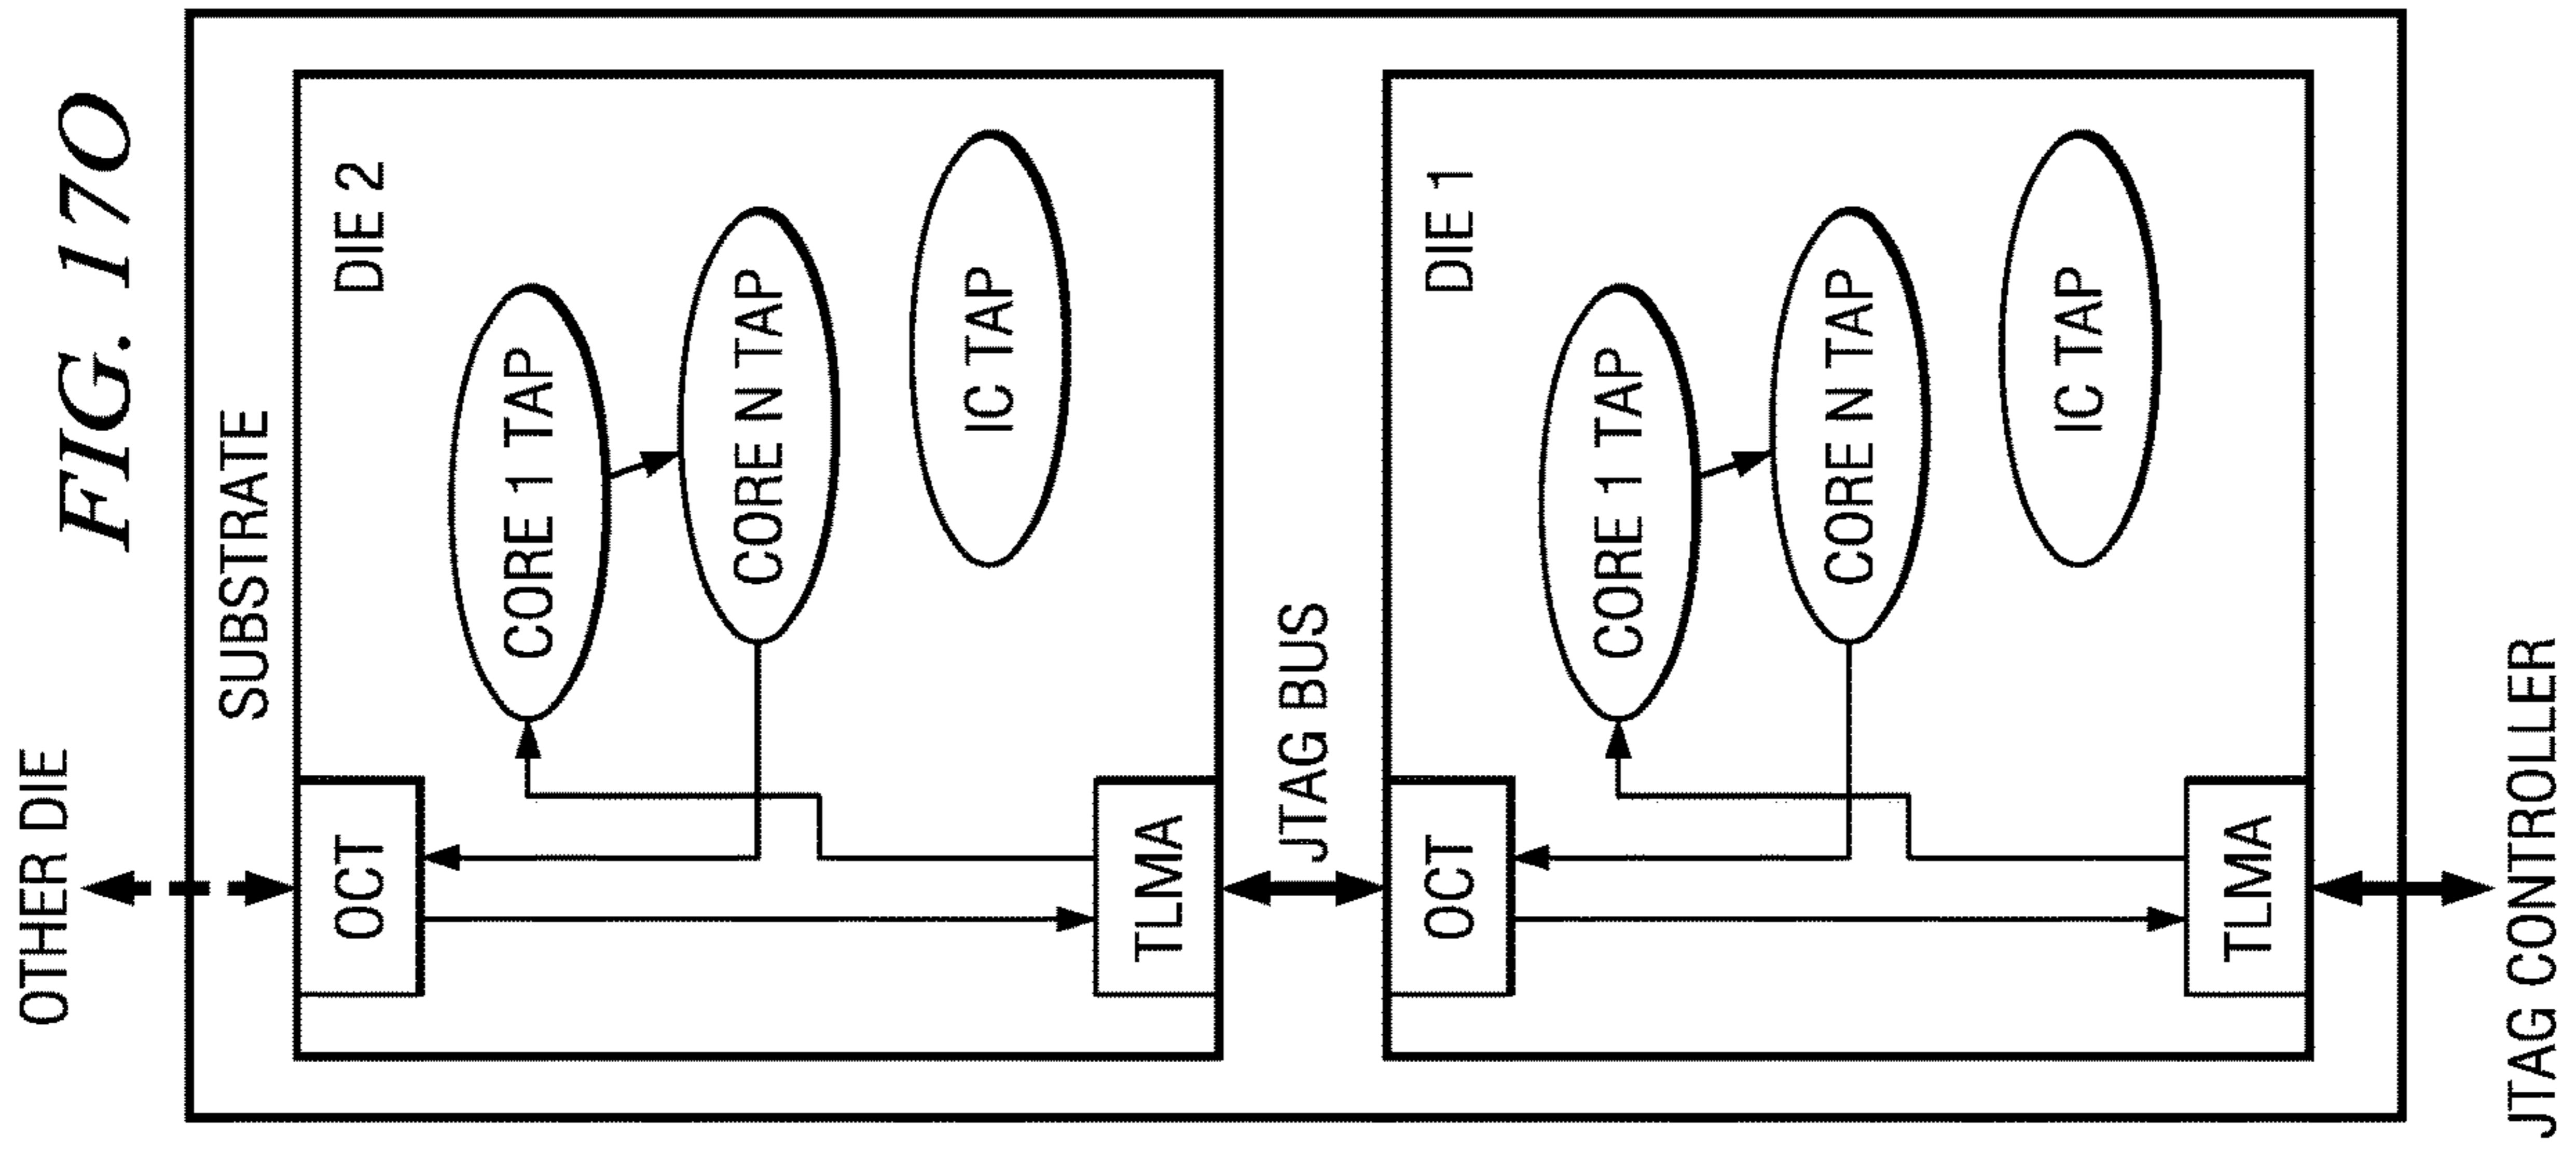 FIG. 17O
OTHER DIE
SUBSTRATE
DIE 2
OCT
CORE 1 TAP
CORE N TAP
IC TAP
TLMA
JTAG BUS
DIE 1
OCT
CORE 1 TAP
CORE N TAP
IC TAP
TLMA
JTAG CONTROLLER